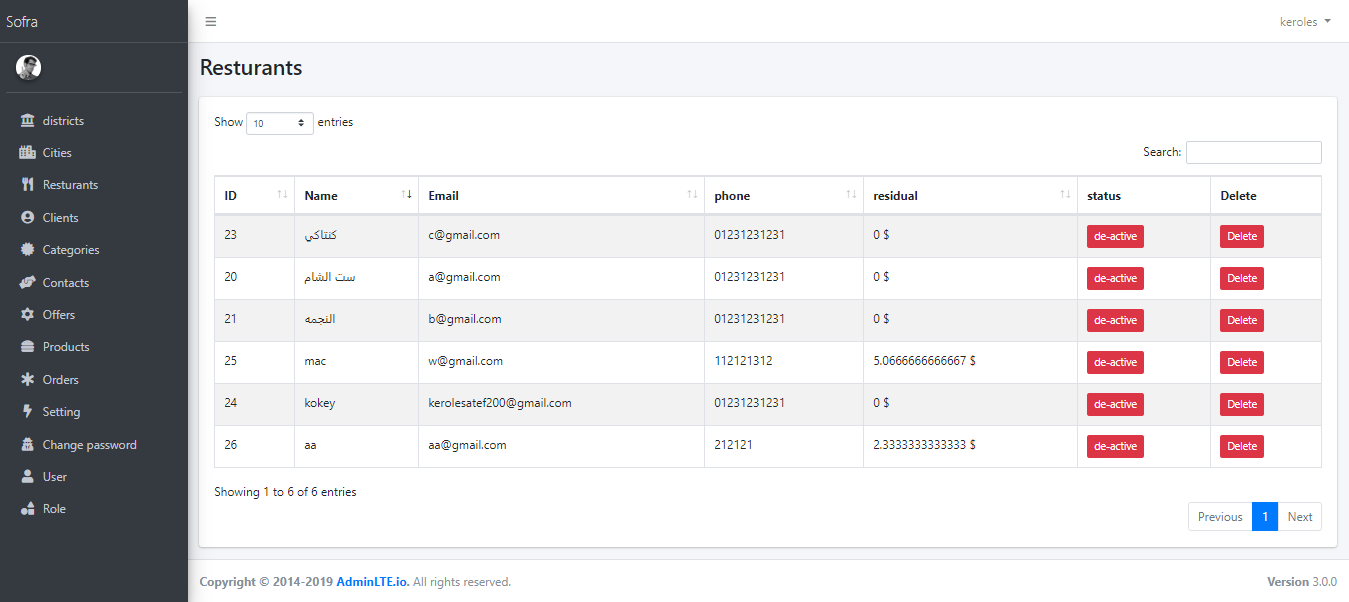 Sofra
keroles
districts
Cities
Resturants
Clients
Categories
Contacts
Offers
Products
Orders
Setting
Change password
User
Role
Resturants
Show 10 entries
Search:
ID Name Email phone residual status Delete
23 كنتاكي c@gmail.com 01231231231 0 $ de-active Delete
20 ست الشام a@gmail.com 01231231231 0 $ de-active Delete
21 النجمه b@gmail.com 01231231231 0 $ de-active Delete
25 mac w@gmail.com 112121312 5.0666666666667 $ de-active Delete
24 kokey kerolesatef200@gmail.com 01231231231 0 $ de-active Delete
26 aa aa@gmail.com 212121 2.3333333333333 $ de-active Delete
Showing 1 to 6 of 6 entries
Previous 1 Next
Copyright © 2014-2019 AdminLTE.io. All rights reserved. Version 3.0.0